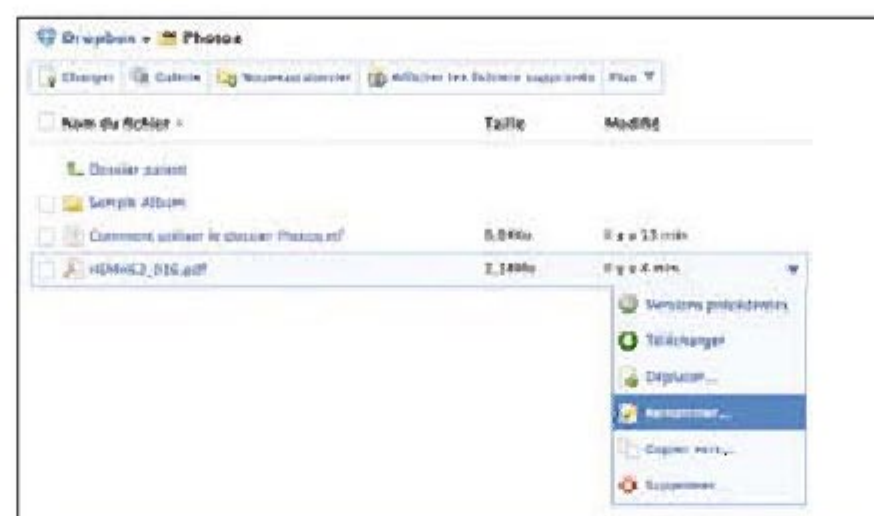 Dropbox Photos
Charger Galerie Nouveau dossier Afficher les fichiers supprimés Plus
Nom du fichier Taille Modifié
Dossier parent
Sample Album
Comment utiliser le dossier Photos.rtf Il y a 13 min
Il y a 4 min
Versions précédentes
Télécharger
Déplacer...
Renommer...
Copier vers...
Supprimer